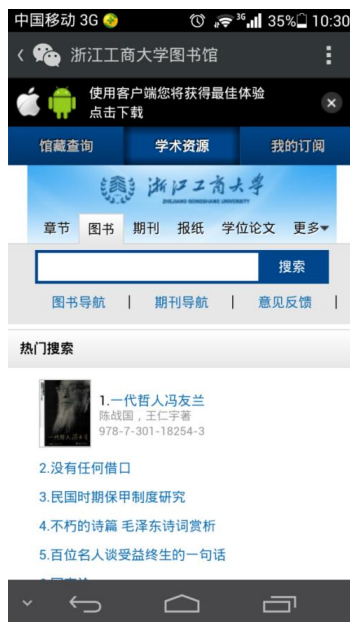 中国移动 3G
3G 35% 10:30
浙江工商大学图书馆
使用客户端您将获得最佳体验
点击下载
馆藏查询 学术资源 我的订阅
浙江工商大学
ZHEJIANG GONGSHANG UNIVERSITY
章节 图书 期刊 报纸 学位论文 更多
搜索
图书导航 | 期刊导航 | 意见反馈 |
热门搜索
1.一代哲人冯友兰
陈战国，王仁宇著
978-7-301-18254-3
2.没有任何借口
3.民国时期保甲制度研究
4.不朽的诗篇 毛泽东诗词赏析
5.百位名人谈受益终生的一句话